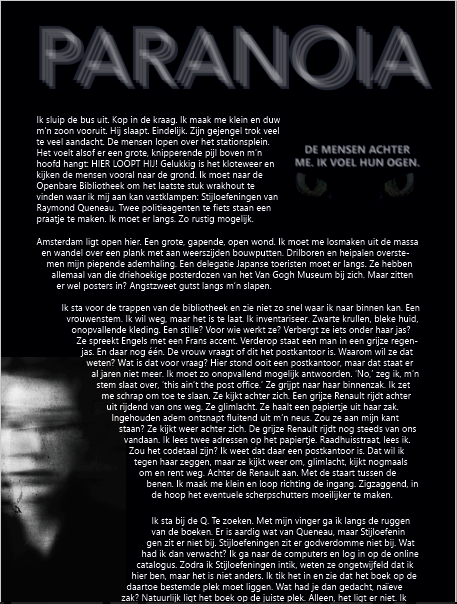 PARANOIA
Ik sluip de bus uit. Kop in de kraag. Ik maak me klein en duw
m'n zoon vooruit. Hij slaapt. Eindelijk. Zijn gejengel trok veel
te veel aandacht. De mensen lopen over het stationsplein.
Het voelt alsof er een grote, knipperende pijl boven m'n
hoofd hangt: HIER LOOPT HIJ! Gelukkig is het kloteweer en
kijken de mensen vooral naar de grond. Ik moet naar de
Openbare Bibliotheek om het laatste stuk wrakhout te
vinden waar ik mij aan kan vastklampen: Stijloefeningen van
Raymond Queneau. Twee politieagenten te fiets staan een
praatje te maken. Ik moet er langs. Zo rustig mogelijk.
DE MENSEN ACHTER
ME. IK VOEL HUN OGEN.
Amsterdam ligt open hier. Een grote, gapende, open wond. Ik moet me losmaken uit de massa
en wandel over een plank met aan weerszijden bouwputten. Drilboren en heipalen overste-
men mijn piepende ademhaling. Een delegatie Japanse toeristen moet er langs. Ze hebben
allemaal van die driehoekige posterdozen van het Van Gogh Museum bij zich. Maar zitten
er wel posters in? Angstzweet gutst langs m'n slapen.
Ik sta voor de trappen van de bibliotheek en zie niet zo snel waar ik naar binnen kan. Een
vrouwenstem. Ik wil weg, maar het is te laat. Ik inventariseer. Zwarte krullen, bleke huid,
onopvallende kleding. Een stille? Voor wie werkt ze? Verbergt ze iets onder haar jas?
Ze spreekt Engels met een Frans accent. Verderop staat een man in een grijze regen-
jas. En daar nog één. De vrouw vraagt of dit het postkantoor is. Waarom wil ze dat
weten? Wat is dat voor vraag? Hier stond ooit een postkantoor, maar dat staat er
al jaren niet meer. Ik moet zo onopvallend mogelijk antwoorden. 'No,' zeg ik, m'n
stem slaat over, 'this ain't the post office.' Ze grijpt naar haar binnenzak. Ik zet
me schrap om toe te slaan. Ze kijkt achter zich. Een grijze Renault rijdt achter
uit rijdend van ons weg. Ze glimlacht. Ze haalt een papiertje uit haar zak.
Ingehouden adem ontsnapt fluitend uit m'n neus. Zou ze aan mijn kant
staan? Ze kijkt weer achter zich. De grijze Renault rijdt nog steeds van ons
vandaan. Ik lees twee adressen op het papiertje. Raadhuisstraat, lees ik.
Zou het codetaal zijn? Ik weet dat daar een postkantoor is. Dat wil ik
tegen haar zeggen, maar ze kijkt weer om, glimlacht, kijkt nogmaals
om en rent weg. Achter de Renault aan. Met de staart tussen de
benen. Ik maak me klein en loop richting de ingang. Zigzaggend, in
de hoop het eventuele scherpschutters moeilijker te maken.
Ik sta bij de Q. Te zoeken. Met mijn vinger ga ik langs de ruggen
van de boeken. Er is aardig wat van Queneau, maar Stijloefenin
gen zit er niet bij. Stijloefeningen zit er godverdomme niet bij. Wat
had ik dan verwacht? Ik ga naar de computers en log in op de online
catalogus. Zodra ik Stijloefeningen intik, weten ze ongetwijfeld dat ik
hier ben, maar het is niet anders. Ik tik het in en zie dat het boek op de
daartoe bestemde plek moet liggen. Wat had je dan gedacht, naïeve
zak? Natuurlijk ligt het boek op de juiste plek. Alleen, het ligt er niet. Ik